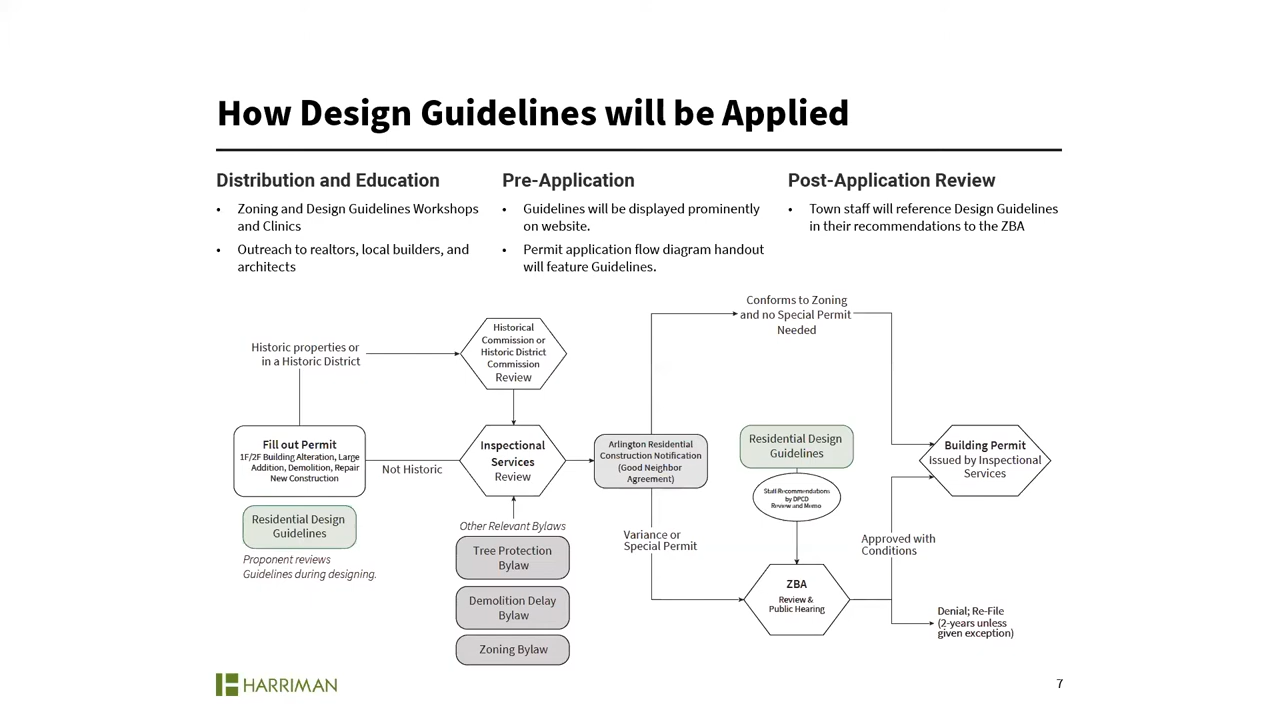 How Design Guidelines will be Applied
Distribution and Education
• Zoning and Design Guidelines Workshops
and Clinics
• Outreach to realtors, local builders, and
architects
Pre-Application
• Guidelines will be displayed prominently
on website.
• Permit application flow diagram handout
will feature Guidelines.
Post-Application Review
• Town staff will reference Design Guidelines
in their recommendations to the ZBA
Historic properties or
in a Historic District
Historical
Commission or
Historic District
Commission
Review
Conforms to Zoning
and no Special Permit
Needed
Fill out Permit
1F/2F Building Alteration, Large
Addition, Demolition, Repair
New Construction
Not Historic
Inspectional
Services
Review
Arlington Residential
Construction Notification
(Good Neighbor
Agreement)
Residential Design
Guidelines
Staff Recommendations
by DPCD
Review and Memo
Building Permit
Issued by Inspectional
Services
Residential Design
Guidelines
Proponent reviews
Guidelines during designing.
Other Relevant Bylaws
Tree Protection
Bylaw
Demolition Delay
Bylaw
Zoning Bylaw
Variance or
Special Permit
ZBA
Review &
Public Hearing
Approved with
Conditions
Denial; Re-File
(2-years unless
given exception)
HARRIMAN
7